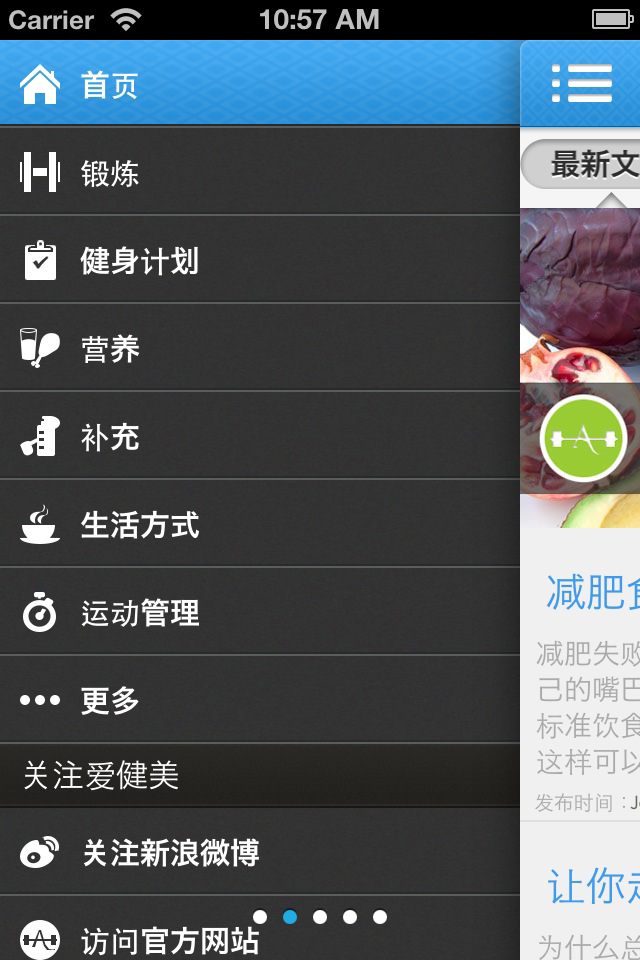 Carrier
10:57 AM
首页
锻炼
健身计划
营养
补充
生活方式
运动管理
更多
关注爱健美
关注新浪微博
访问官方网站
最新文
减肥
减肥失败
己的嘴巴
标准饮食
这样可以
发布时间：J
让你
为什么总